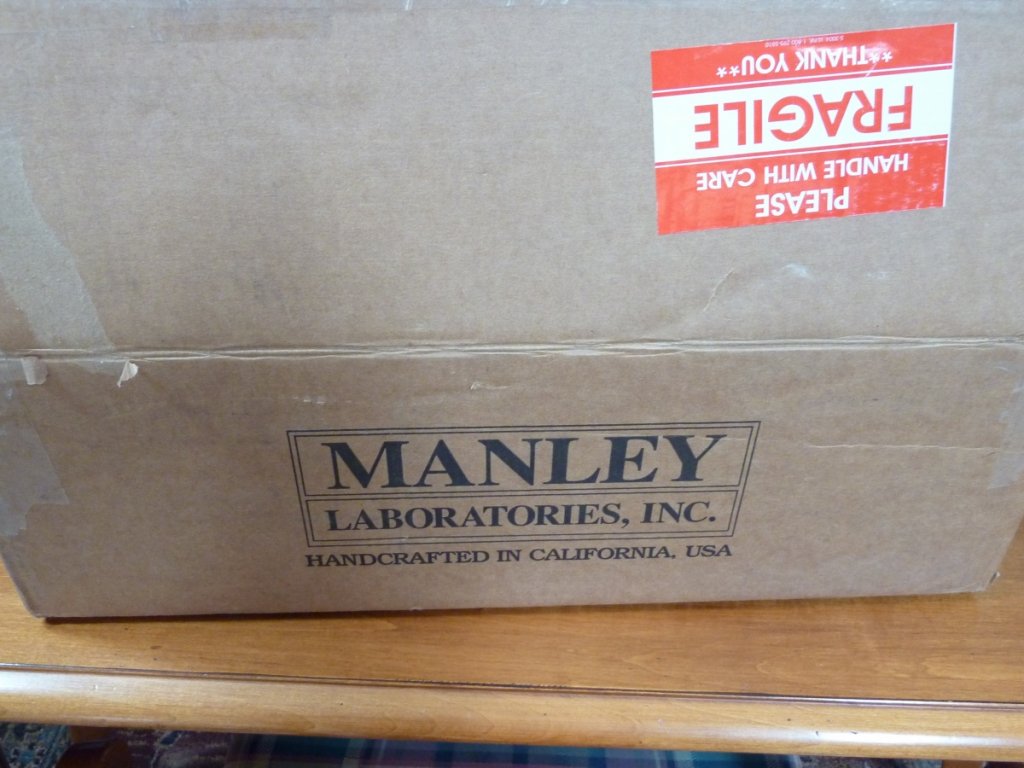 PLEASE
HANDLE WITH CARE
FRAGILE
**THANK YOU**
MANLEY
LABORATORIES, INC.
HANDCRAFTED IN CALIFORNIA, USA